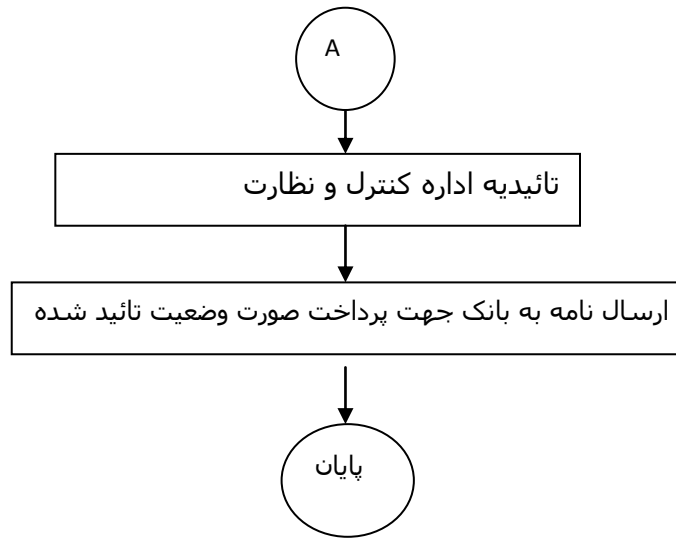 A
تائیدیه اداره کنترل و نظارت
ارسال نامه به بانک جهت پرداخت صورت وضعیت تائید شده
پایان